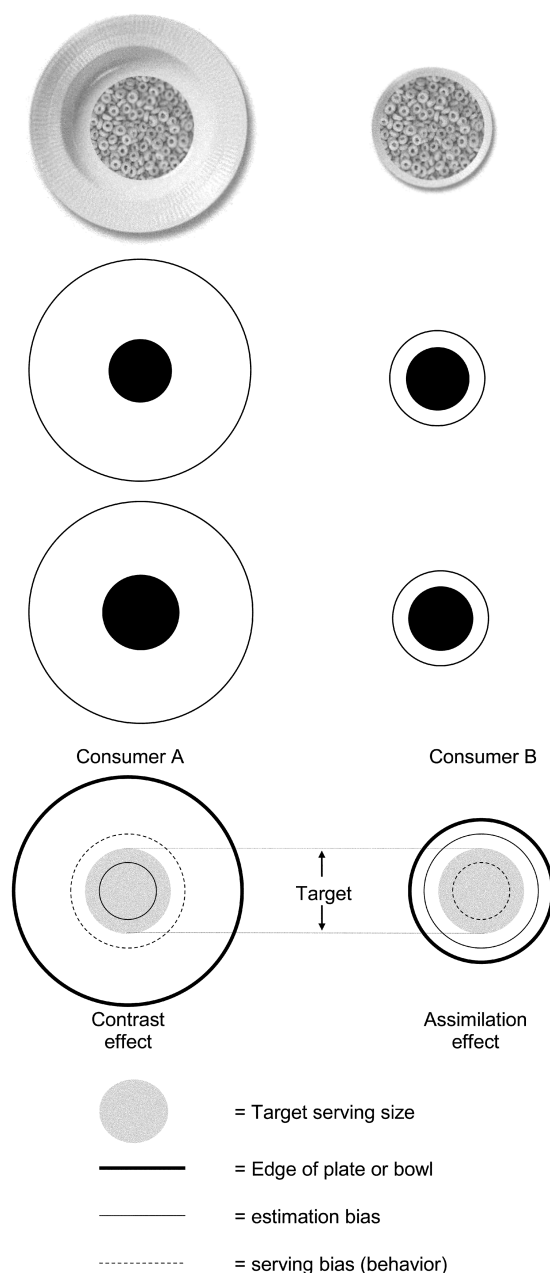 Consumer A
Consumer B
Target
Contrast
effect
Assimilation
effect
= Target serving size
= Edge of plate or bowl
= estimation bias
= serving bias (behavior)